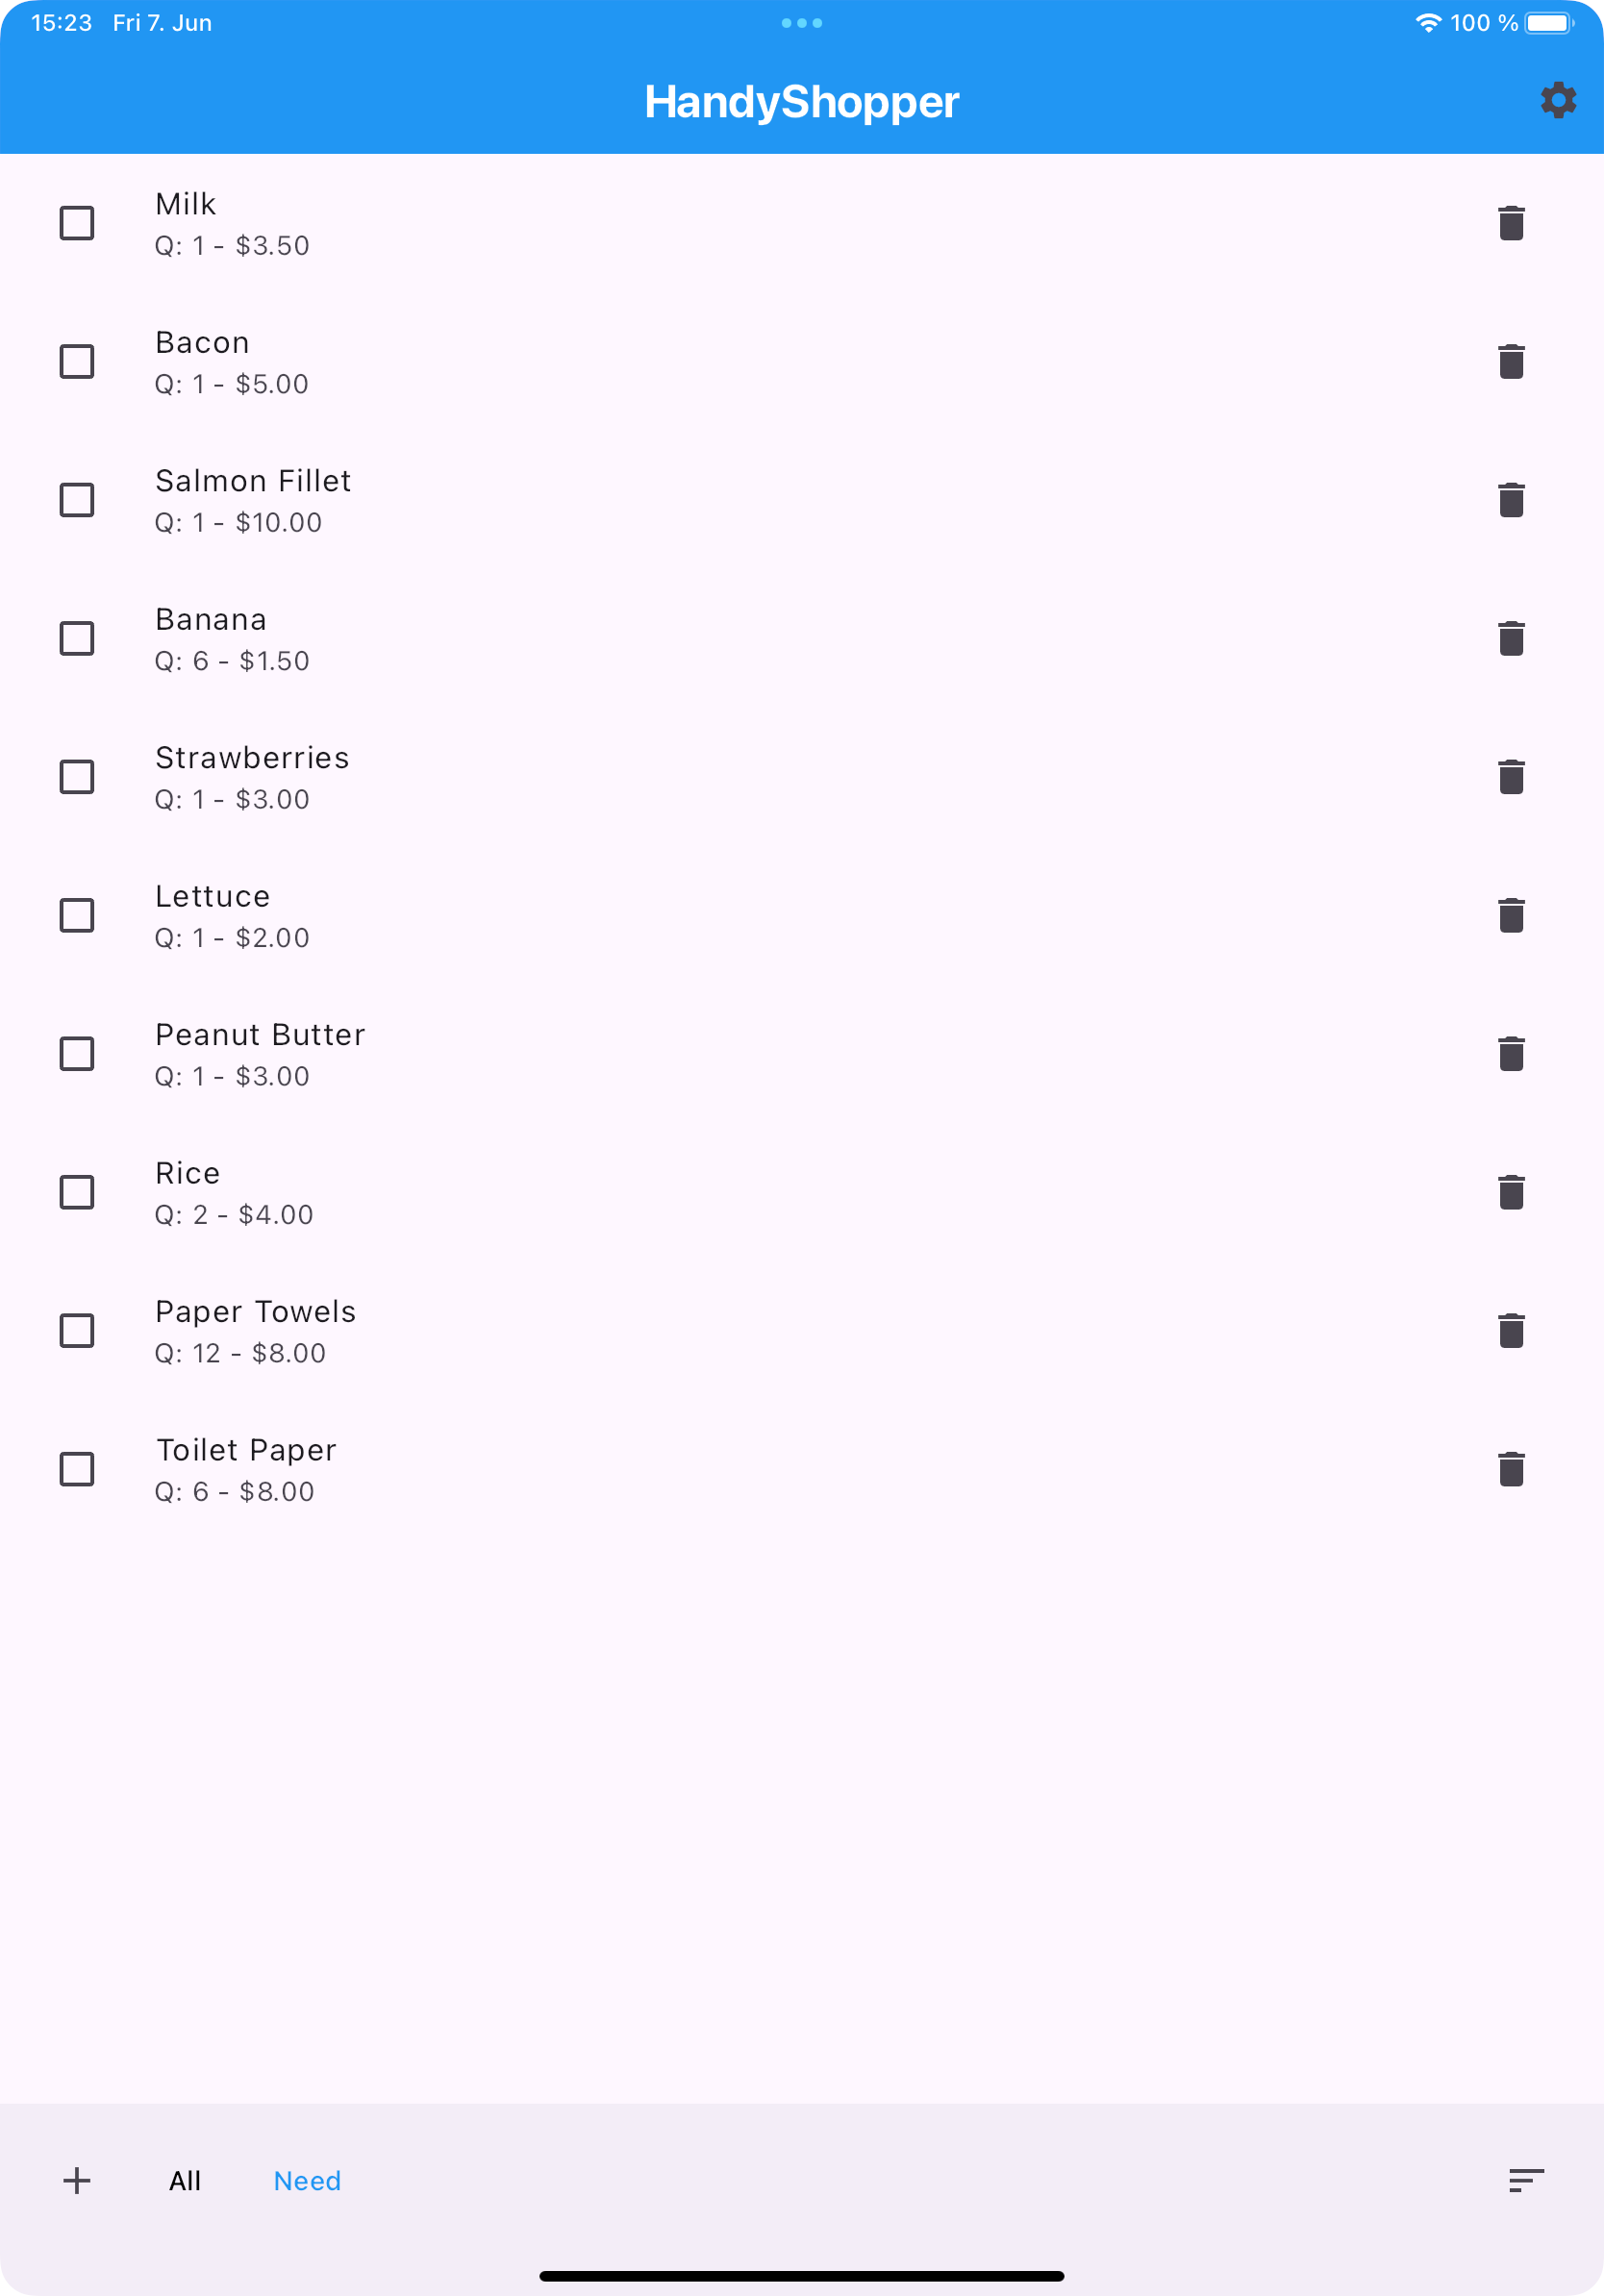 15:23 Fri 7. Jun 100 %
HandyShopper
Milk
Q: 1 - $3.50
Bacon
Q: 1 - $5.00
Salmon Fillet
Q: 1 - $10.00
Banana
Q: 6 - $1.50
Strawberries
Q: 1 - $3.00
Lettuce
Q: 1 - $2.00
Peanut Butter
Q: 1 - $3.00
Rice
Q: 2 - $4.00
Paper Towels
Q: 12 - $8.00
Toilet Paper
Q: 6 - $8.00
All Need